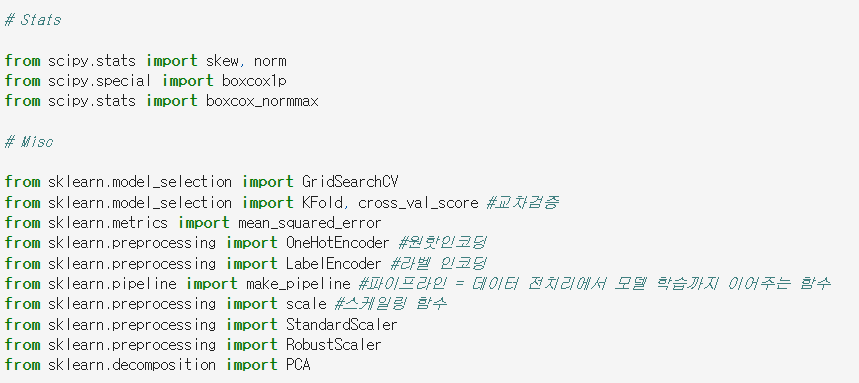 # Stats
from scipy.stats import skew, norm
from scipy.special import boxcox1p
from scipy.stats import boxcox_normmax
# Misc
from sklearn.model_selection import GridSearchCV
from sklearn.model_selection import KFold, cross_val_score #교차검증
from sklearn.metrics import mean_squared_error
from sklearn.preprocessing import OneHotEncoder #원핫인코딩
from sklearn.preprocessing import LabelEncoder #라벨 인코딩
from sklearn.pipeline import make_pipeline #파이프라인 = 데이터 전치리에서 모델 학습까지 이어주는 함수
from sklearn.preprocessing import scale #스케일링 함수
from sklearn.preprocessing import StandardScaler
from sklearn.preprocessing import RobustScaler
from sklearn.decomposition import PCA